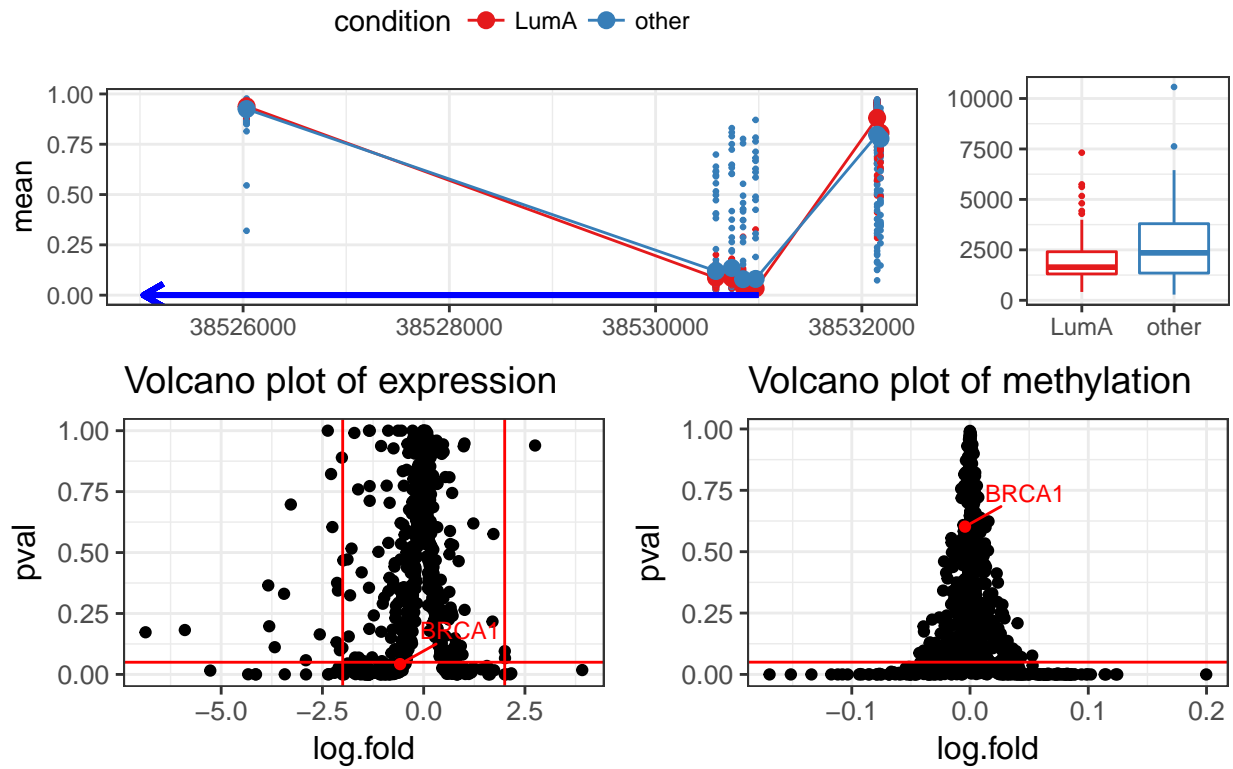 condition LumA other
1.00
0.75
0.50
0.25
0.00
mean
38526000 38528000 38530000 38532000
10000
7500
5000
2500
0
LumA other
Volcano plot of expression
1.00
0.75
0.50
0.25
0.00
pval
BRCA1
−5.0 −2.5 0.0 2.5
log.fold
Volcano plot of methylation
1.00
0.75
0.50
0.25
0.00
pval
BRCA1
−0.1 0.0 0.1 0.2
log.fold